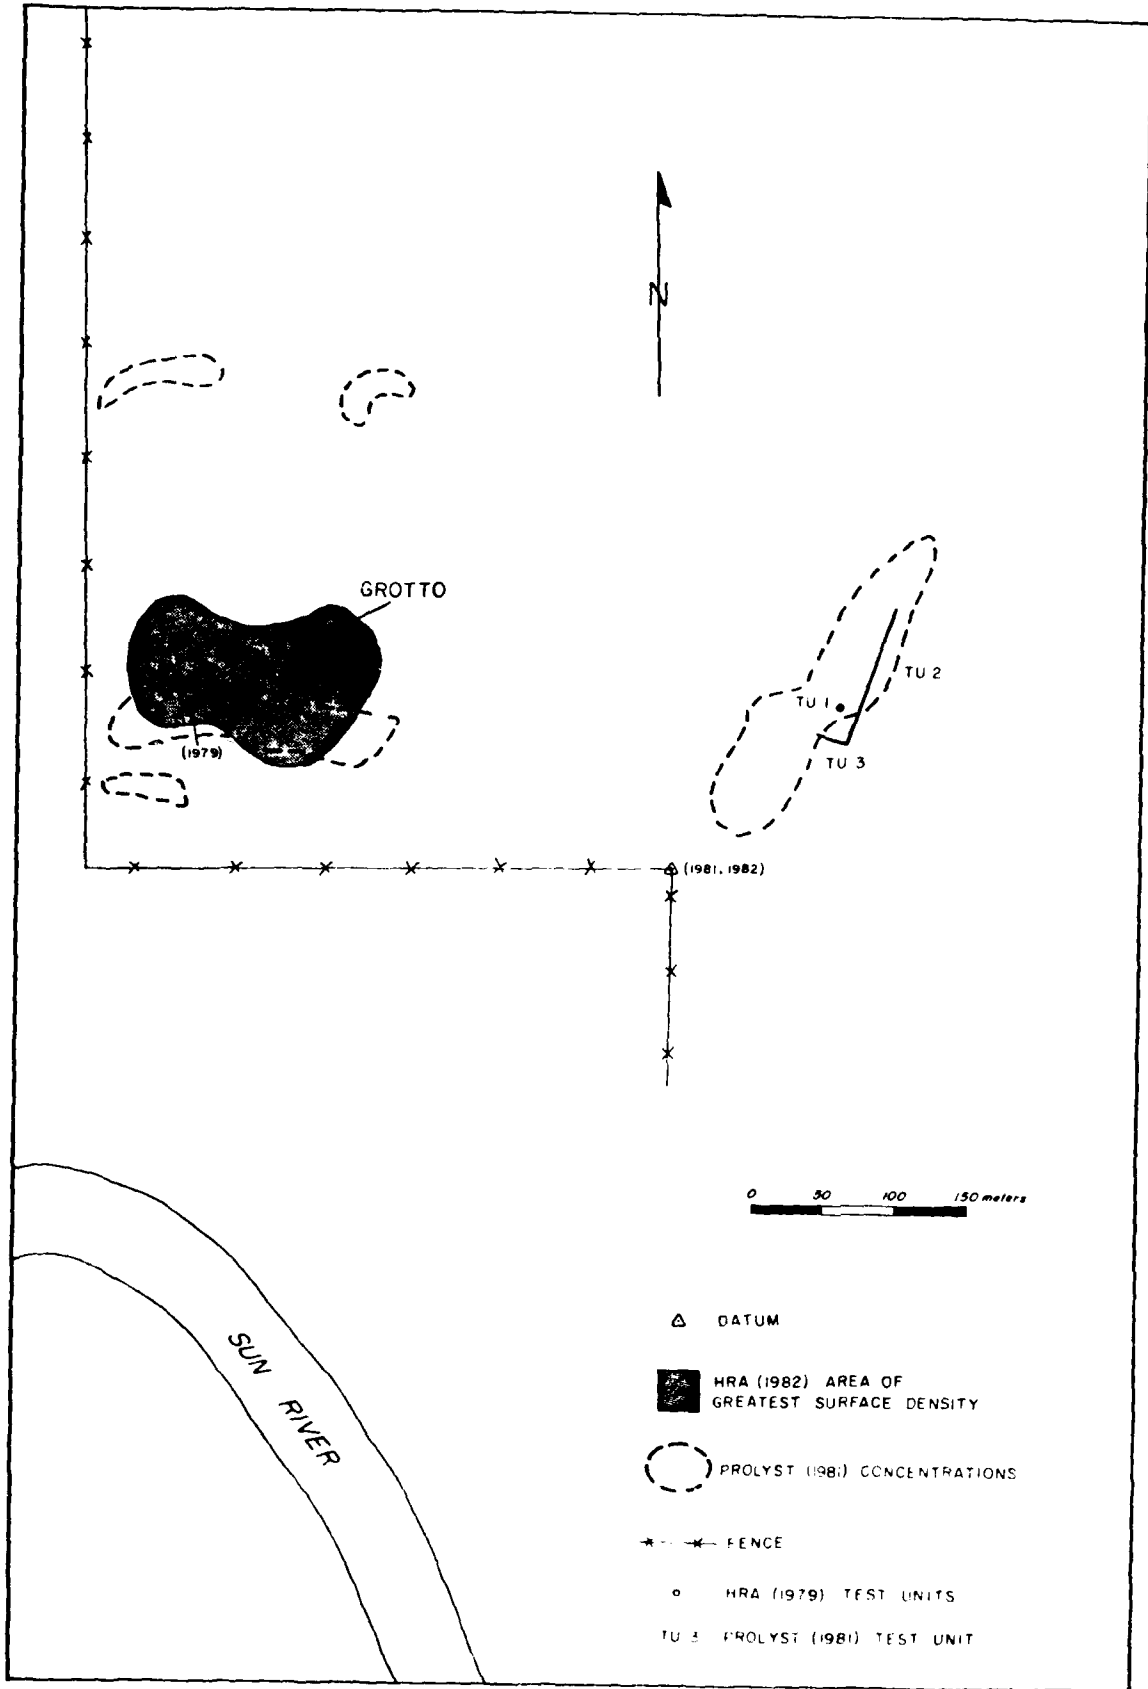 N
GROTTO
(1979)
TU 1
TU 2
TU 3
(1981, 1982)
0 50 100 150 meters
SUN RIVER
DATUM
HRA (1982) AREA OF
GREATEST SURFACE DENSITY
PROLYST (1981) CONCENTRATIONS
FENCE
HRA (1979) TEST UNITS
TU 3 PROLYST (1981) TEST UNIT